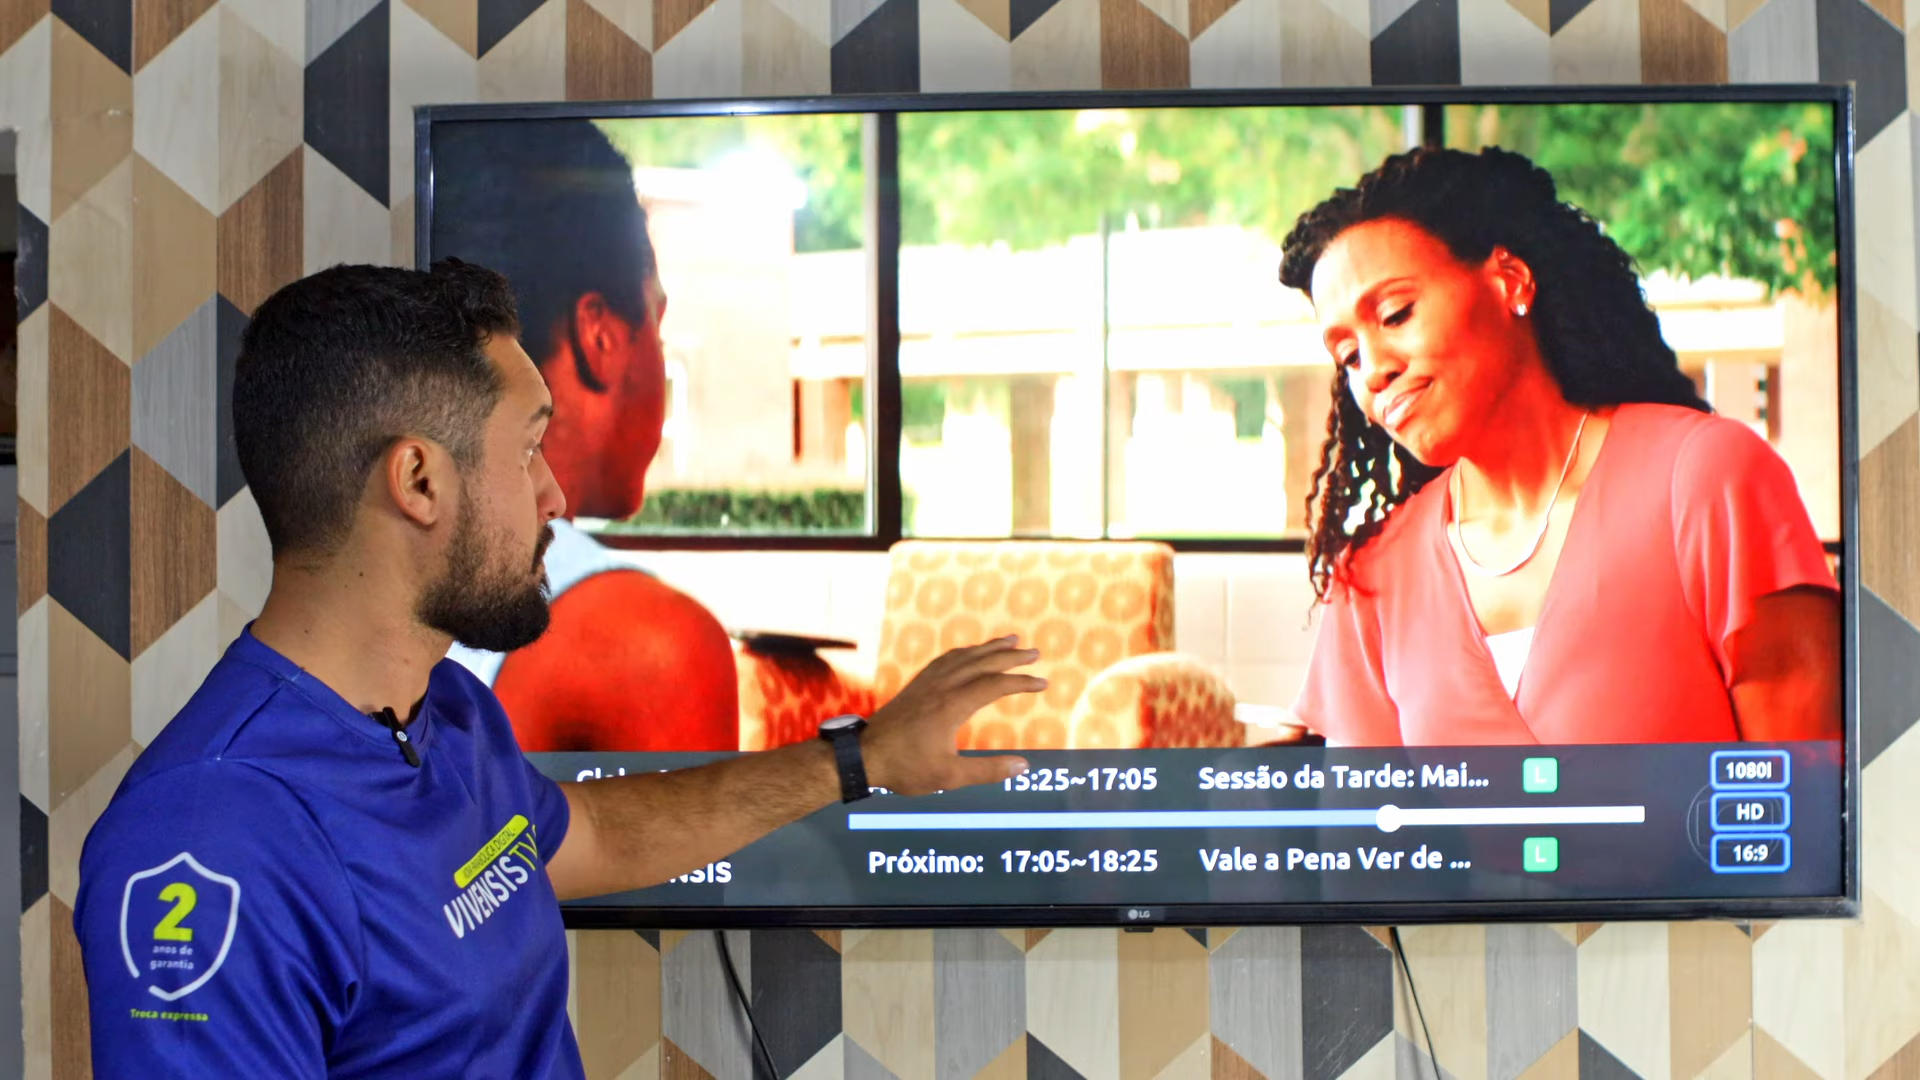 15:25~17:05 Sessão da Tarde: Mai... L
1080I
HD
Próximo: 17:05~18:25 Vale a Pena Ver de ... L
16:9
LG
VIVENSIS
2
anos de
garantia
Troca expressa